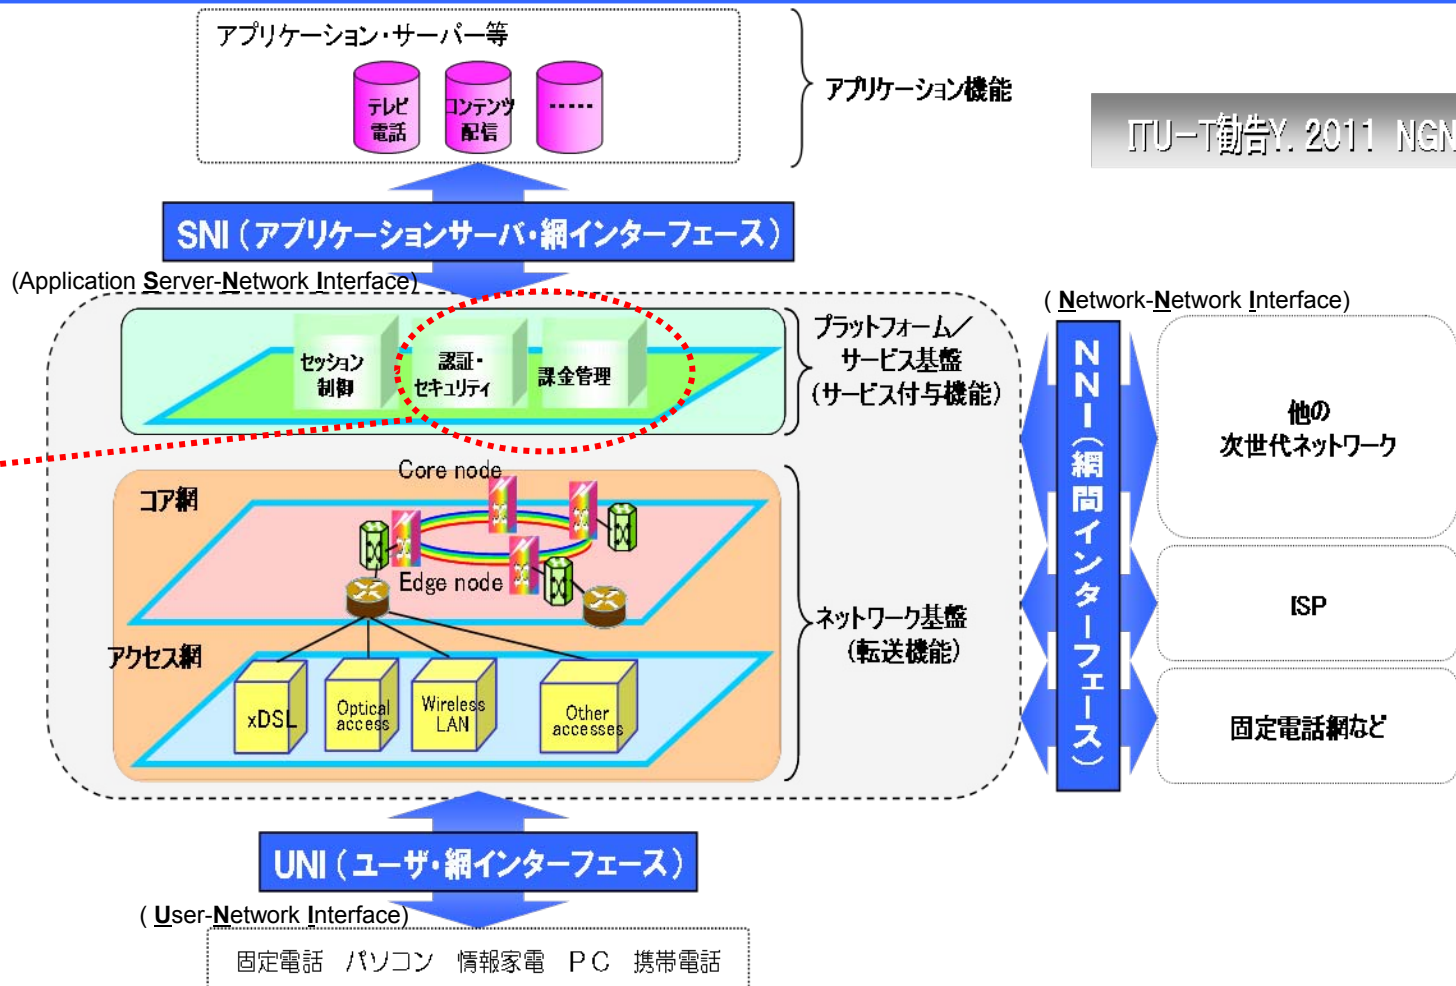 アプリケーション・サーバー等
テレビ
電話
コンテンツ
配信
・・・・・
アプリケーション機能
ITU-T勧告Y.2011 NGN
SNI(アプリケーションサーバ・網インターフェース)
(Application Server-Network Interface)
セッション
制御
認証・
セキュリティ
課金管理
プラットフォーム/
サービス基盤
(サービス付与機能)
コア網
Core node
Edge node
アクセス網
xDSL
Optical
access
Wireless
LAN
Other
accesses
ネットワーク基盤
(転送機能)
( Network-Network Interface)
NNI(網間インターフェース)
他の
次世代ネットワーク
ISP
固定電話網など
UNI(ユーザ・網インターフェース)
( User-Network Interface)
固定電話 パソコン 情報家電 PC 携帯電話